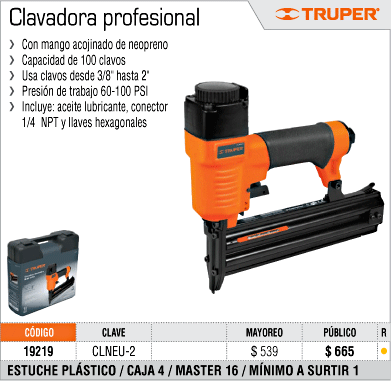 Clavadora profesional
TRUPER®
Con mango acojinado de neopreno
Capacidad de 100 clavos
Usa clavos desde 3/8" hasta 2"
Presión de trabajo 60-100 PSI
Incluye: aceite lubricante, conector
1/4 NPT y llaves hexagonales
TRUPER
CÓDIGO CLAVE MAYOREO PÚBLICO R
19219 CLNEU-2 $ 539 $ 665
ESTUCHE PLÁSTICO / CAJA 4 / MASTER 16 / MÍNIMO A SURTIR 1